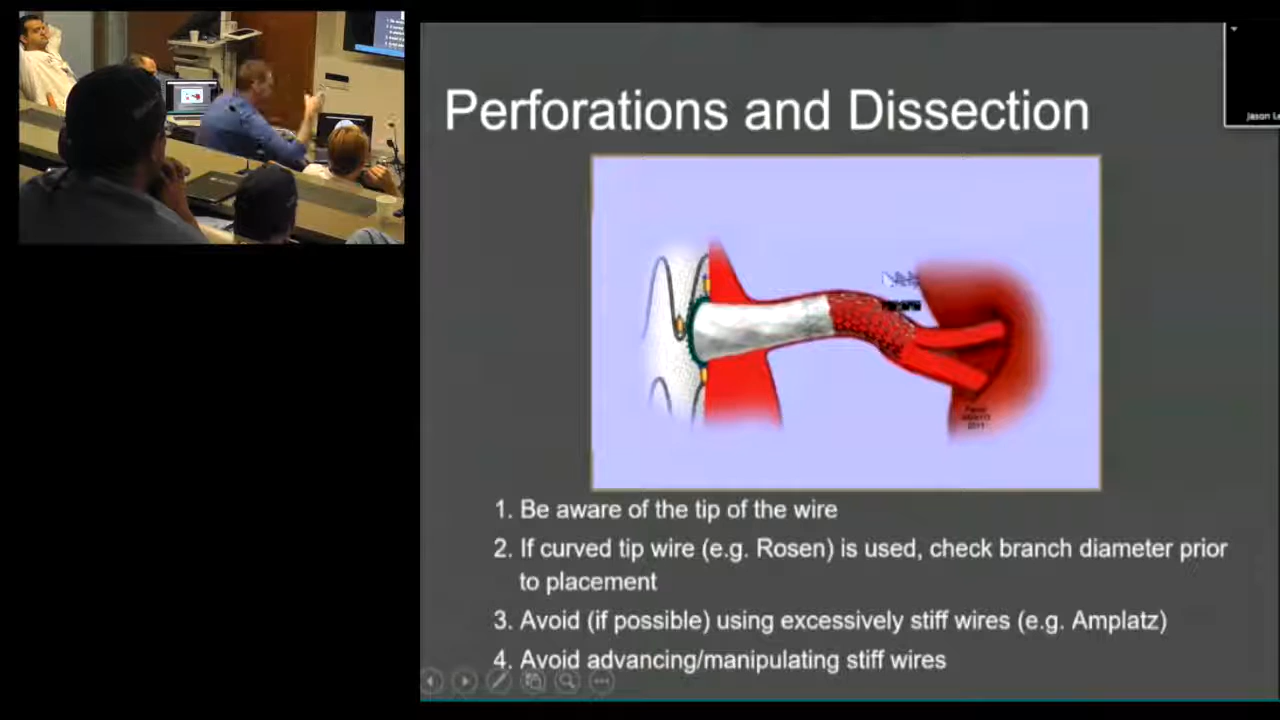 Perforations and Dissection
Jason L
1. Be aware of the tip of the wire
2. If curved tip wire (e.g. Rosen) is used, check branch diameter prior
to placement
3. Avoid (if possible) using excessively stiff wires (e.g. Amplatz)
4. Avoid advancing/manipulating stiff wires